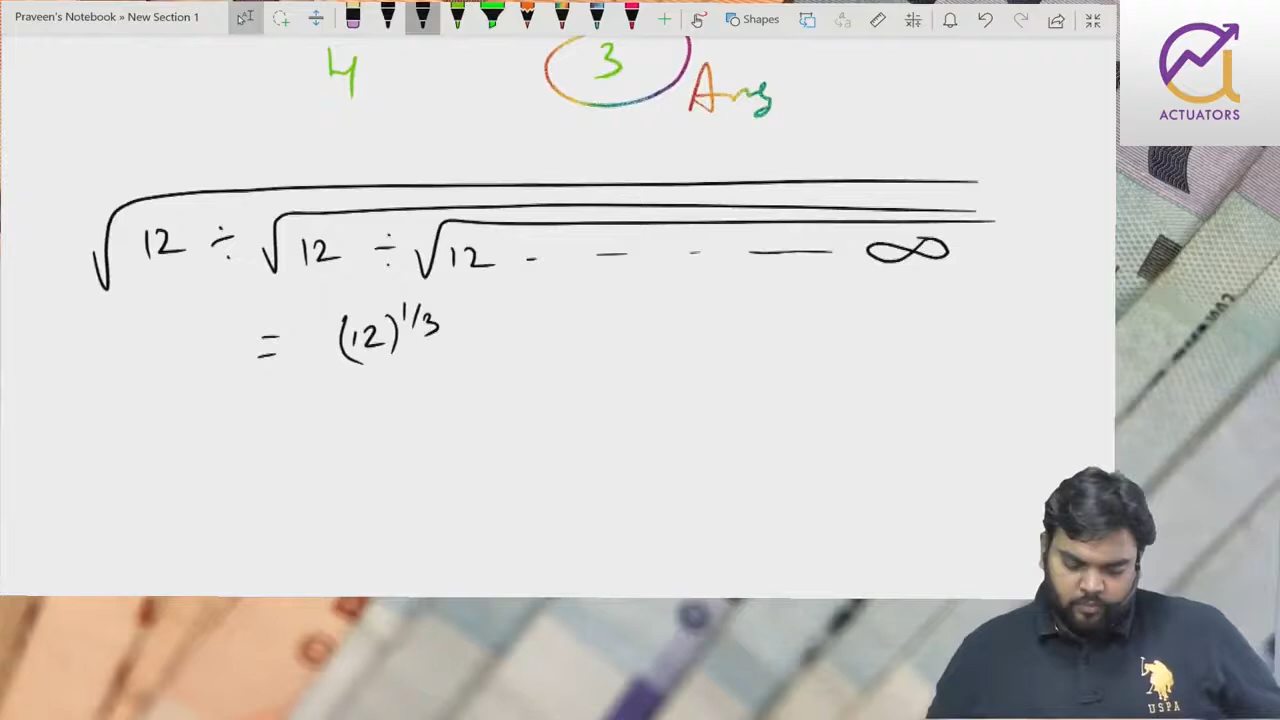 Praveen's Notebook » New Section 1
Shapes
ACTUATORS
4 3 Ans
√12 ÷ √12 ÷ √12 - - - — ∞
= (12)^1/3
USPA